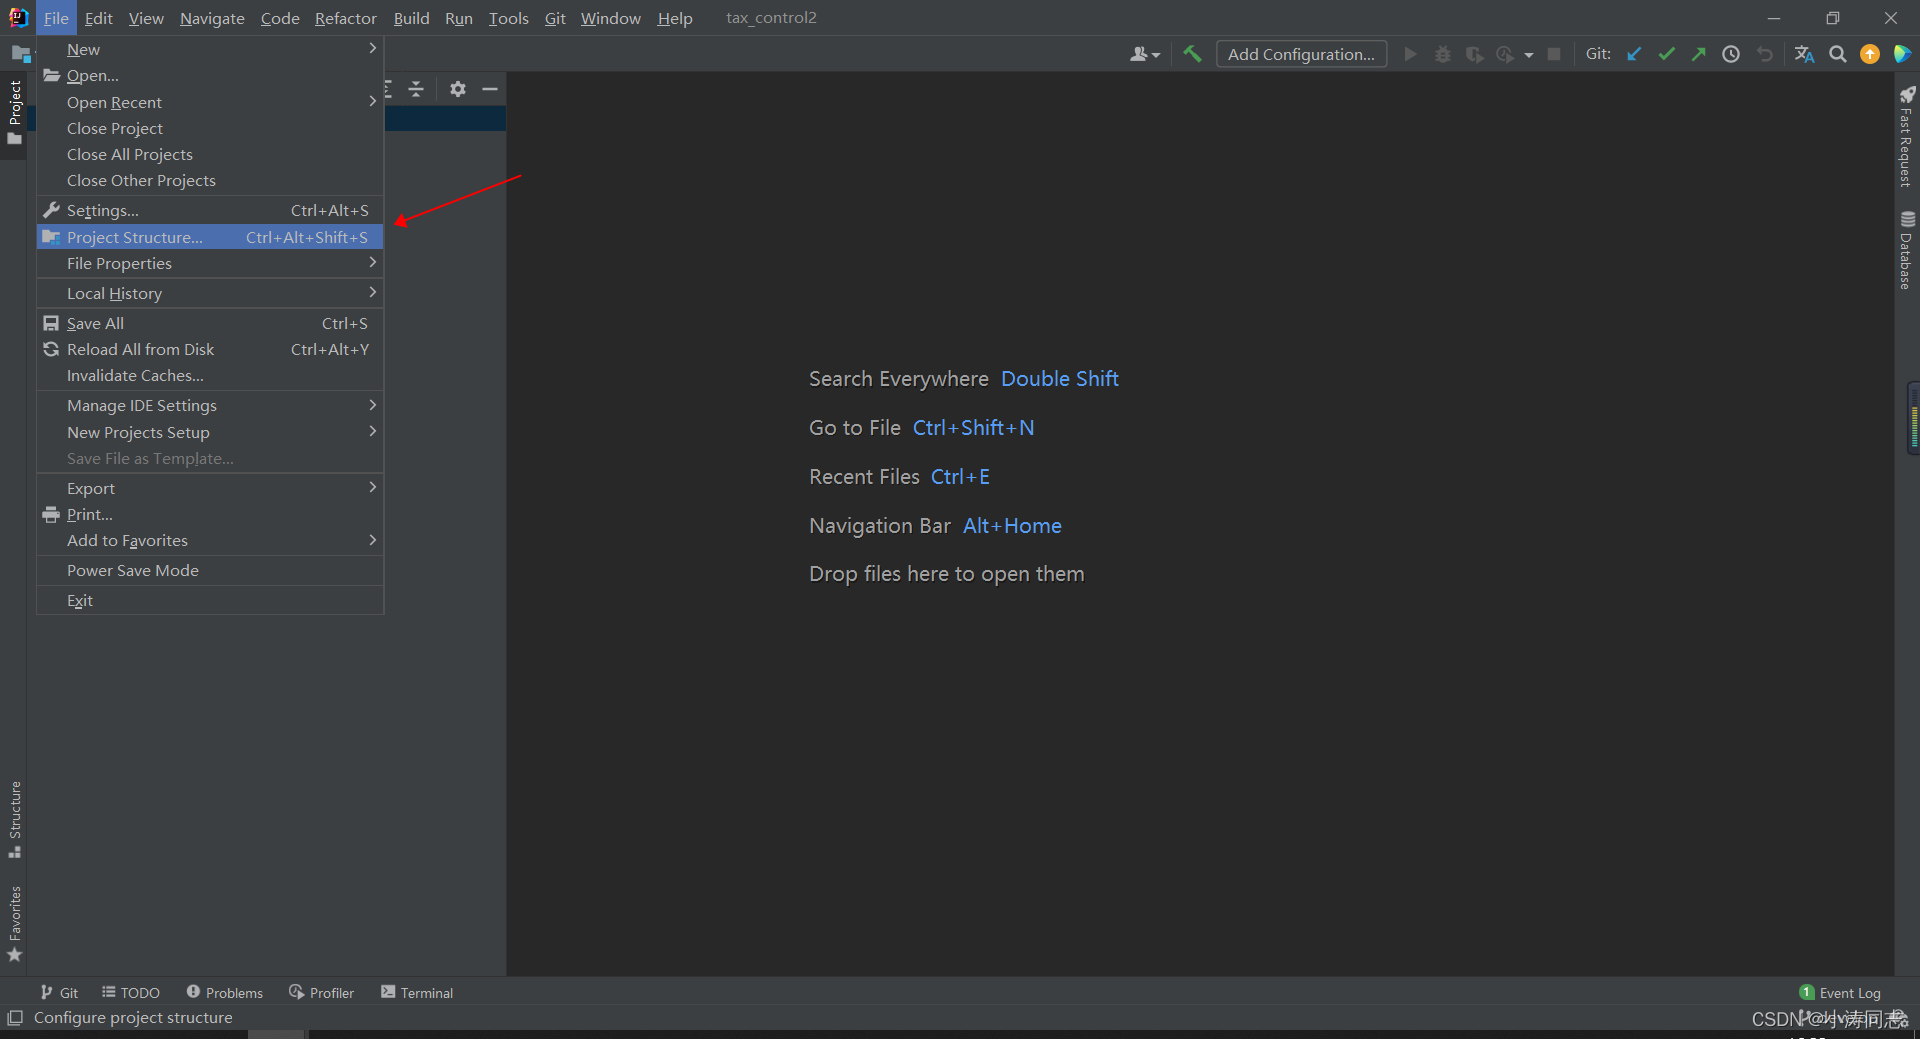 File Edit View Navigate Code Refactor Build Run Tools Git Window Help tax_control2
Add Configuration... Git:
New
Open...
Open Recent
Close Project
Close All Projects
Close Other Projects
Settings... Ctrl+Alt+S
Project Structure... Ctrl+Alt+Shift+S
File Properties
Local History
Save All Ctrl+S
Reload All from Disk Ctrl+Alt+Y
Invalidate Caches...
Manage IDE Settings
New Projects Setup
Save File as Template...
Export
Print...
Add to Favorites
Power Save Mode
Exit
Project
Structure
Favorites
Search Everywhere Double Shift
Go to File Ctrl+Shift+N
Recent Files Ctrl+E
Navigation Bar Alt+Home
Drop files here to open them
Fast Request
Database
Git TODO Problems Profiler Terminal
1 Event Log
Configure project structure
CSDN @小涛同志